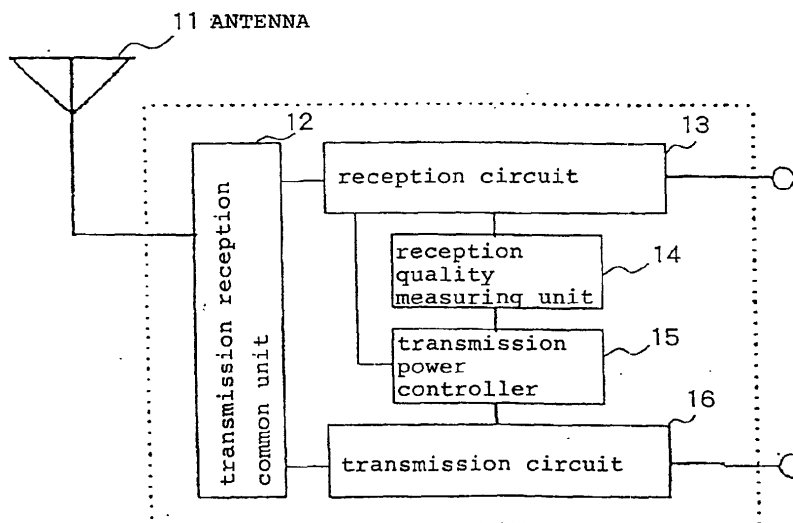 11 ANTENNA
12
13
reception circuit
transmission reception
common unit
reception
quality
measuring unit
14
transmission
power
controller
15
16
transmission circuit